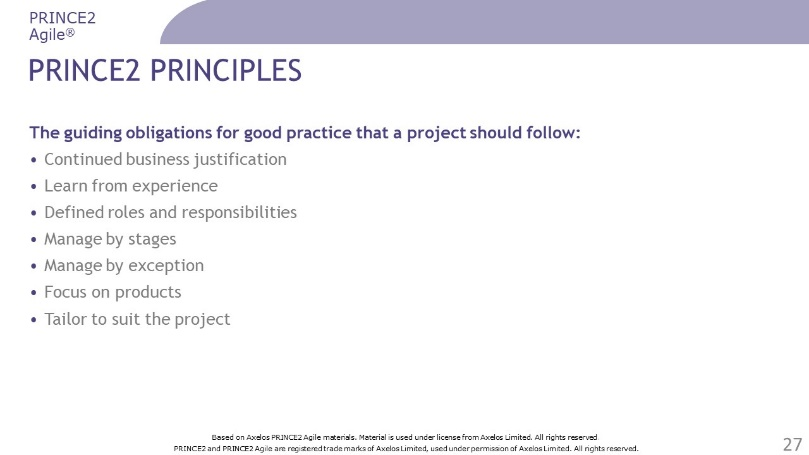 PRINCE2
Agile®
PRINCE2 PRINCIPLES
The guiding obligations for good practice that a project should follow:
• Continued business justification
• Learn from experience
• Defined roles and responsibilities
• Manage by stages
• Manage by exception
• Focus on products
• Tailor to suit the project
Based on Axelos PRINCE2 Agile materials. Material is used under license from Axelos Limited. All rights reserved
PRINCE2 and PRINCE2 Agile are registered trade marks of Axelos Limited, used under permission of Axelos Limited. All rights reserved.
27